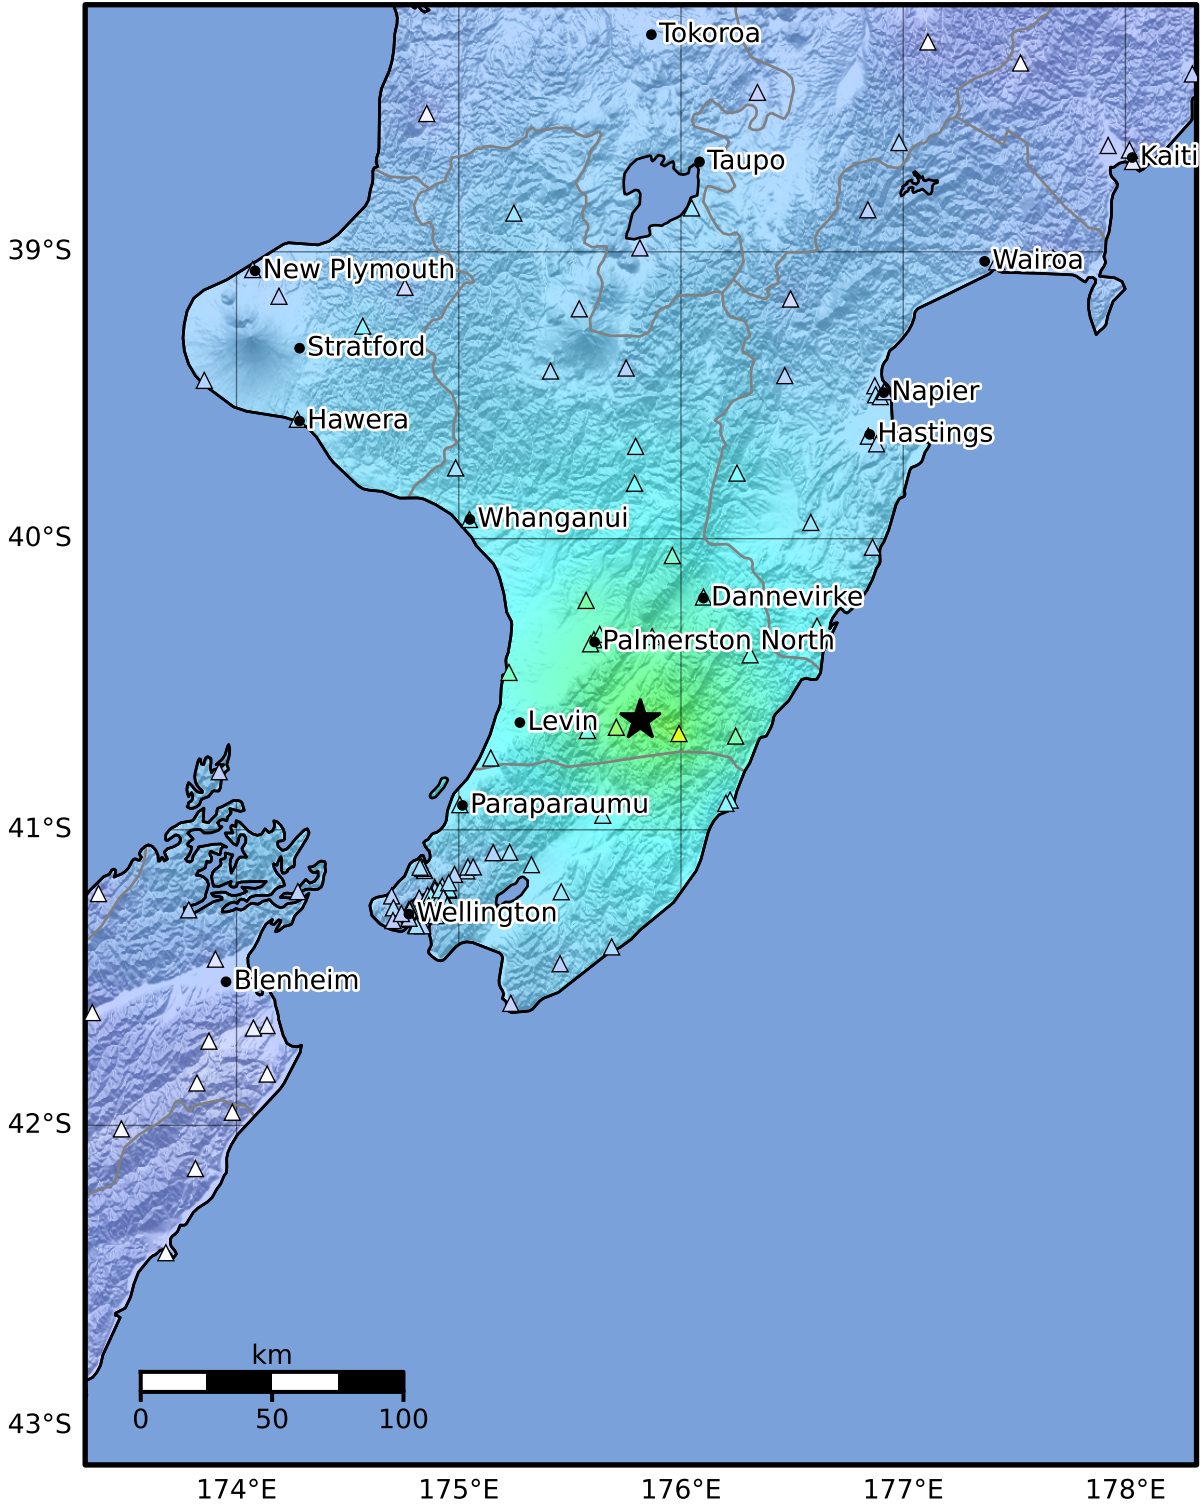 Tokoroa
Taupo
Kaiti
39°S
New Plymouth
Wairoa
Stratford
Napier
Hawera
Hastings
Whanganui
40°S
Dannevirke
Palmerston North
Levin
Paraparaumu
41°S
Wellington
Blenheim
42°S
km
0 50 100
43°S
174°E 175°E 176°E 177°E 178°E